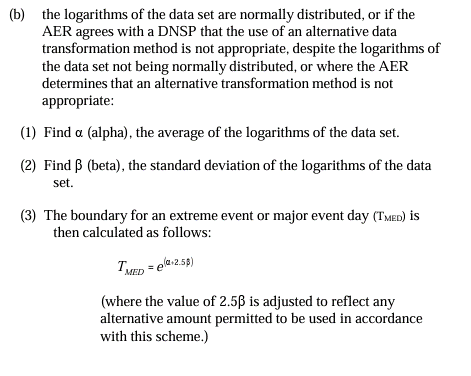 (b) the logarithms of the data set are normally distributed, or if the
AER agrees with a DNSP that the use of an alternative data
transformation method is not appropriate, despite the logarithms of
the data set not being normally distributed, or where the AER
determines that an alternative transformation method is not
appropriate:
(1) Find α (alpha), the average of the logarithms of the data set.
(2) Find β (beta), the standard deviation of the logarithms of the data
set.
(3) The boundary for an extreme event or major event day (TMED) is
then calculated as follows:
TMED = e(α+2.5β)
(where the value of 2.5β is adjusted to reflect any
alternative amount permitted to be used in accordance
with this scheme.)